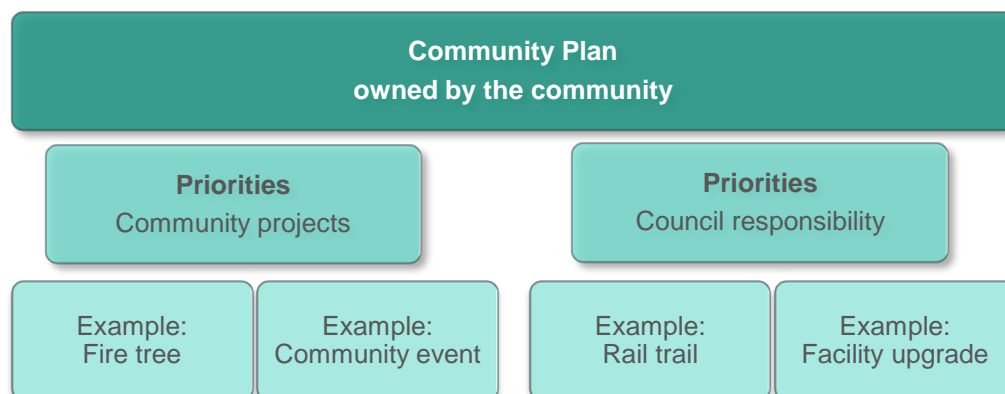 Community Plan
owned by the community
Priorities
Community projects
Priorities
Council responsibility
Example:
Fire tree
Example:
Community event
Example:
Rail trail
Example:
Facility upgrade